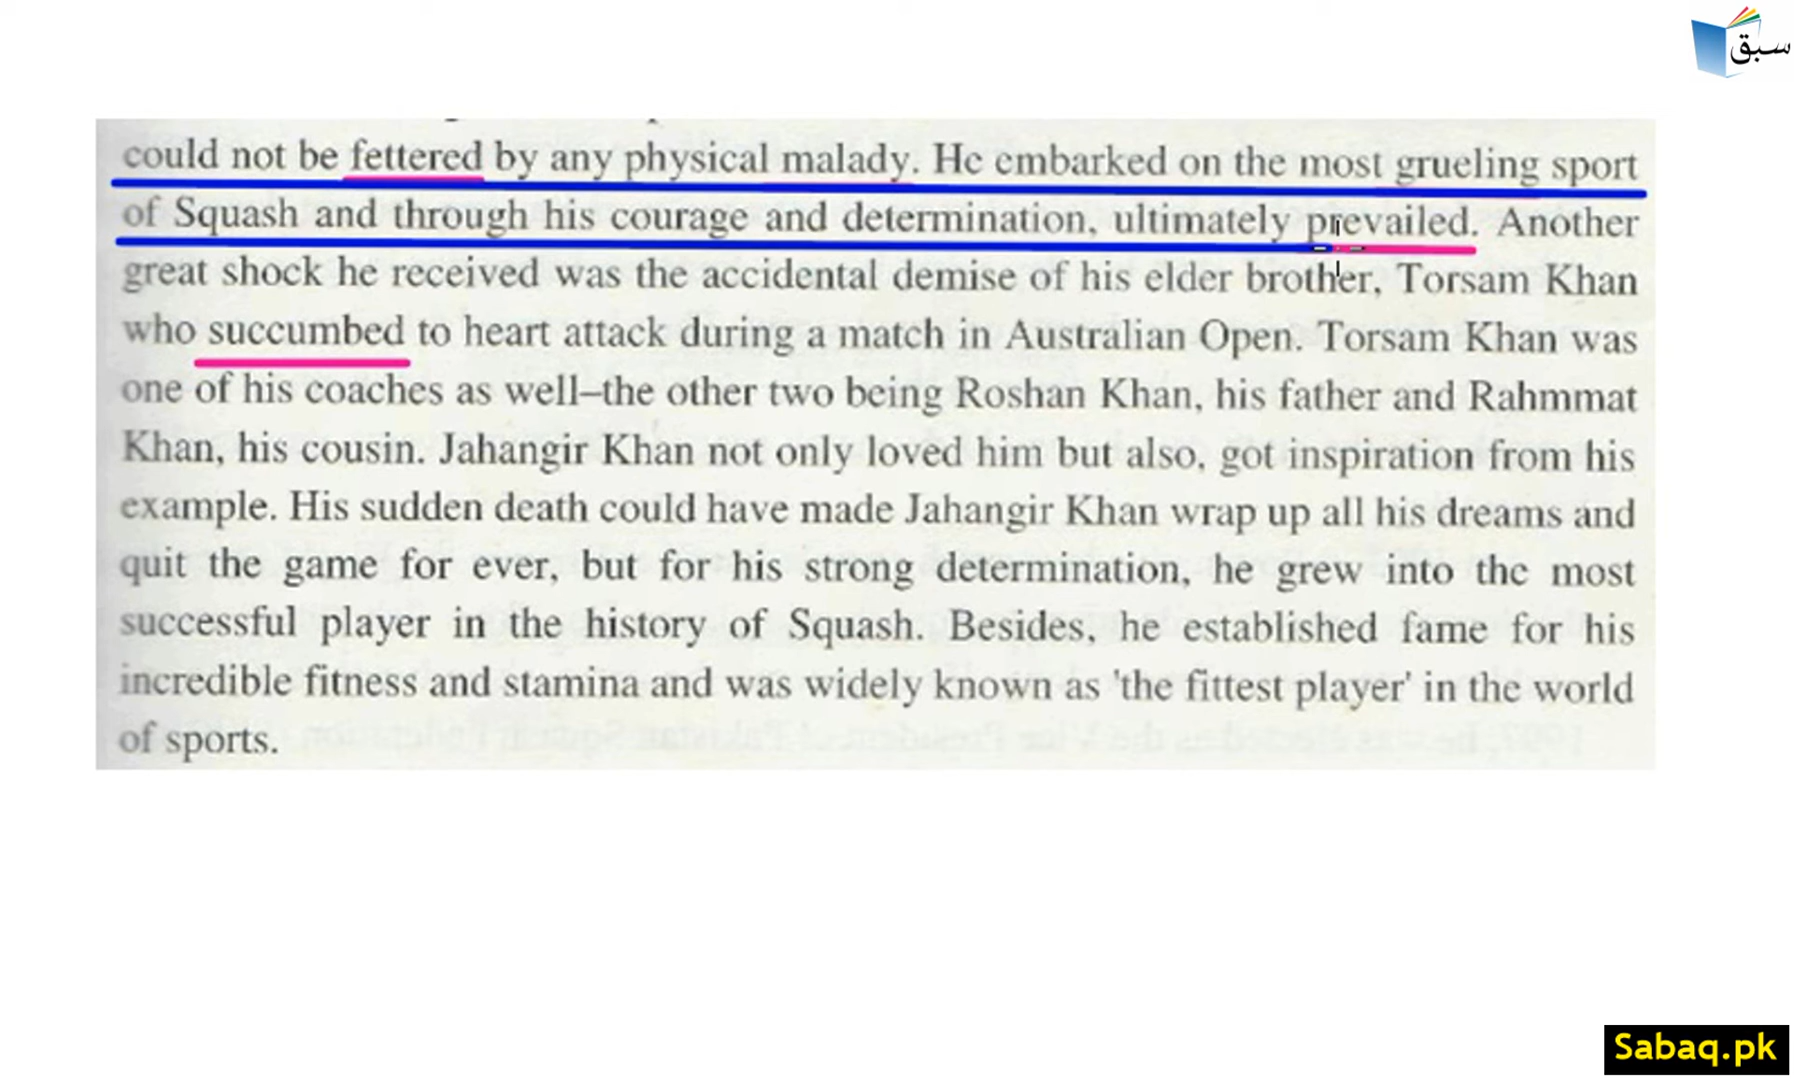 سبق
could not be fettered by any physical malady. He embarked on the most grueling sport
of Squash and through his courage and determination, ultimately prevailed. Another
great shock he received was the accidental demise of his elder brother, Torsam Khan
who succumbed to heart attack during a match in Australian Open. Torsam Khan was
one of his coaches as well–the other two being Roshan Khan, his father and Rahmmat
Khan, his cousin. Jahangir Khan not only loved him but also, got inspiration from his
example. His sudden death could have made Jahangir Khan wrap up all his dreams and
quit the game for ever, but for his strong determination, he grew into the most
successful player in the history of Squash. Besides, he established fame for his
incredible fitness and stamina and was widely known as 'the fittest player' in the world
of sports.
Sabaq.pk